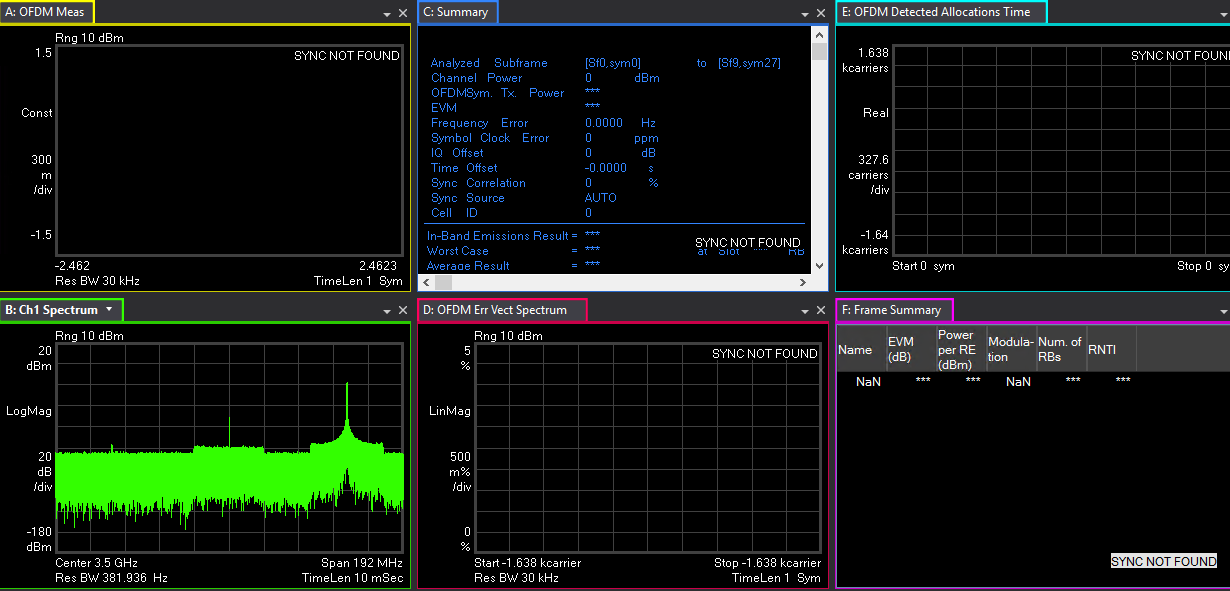 A: OFDM Meas
Rng 10 dBm
1.5
SYNC NOT FOUND
Const
300
m
/div
-1.5
-2.462
2.4623
Res BW 30 kHz
TimeLen 1 Sym
C: Summary
Analyzed Subframe [Sf0,sym0] to [Sf9,sym27]
Channel Power 0 dBm
OFDMSym. Tx. Power ***
EVM ***
Frequency Error 0.0000 Hz
Symbol Clock Error 0 ppm
IQ Offset 0 dB
Time Offset -0.0000 s
Sync Correlation 0 %
Sync Source AUTO
Cell ID 0
In-Band Emissions Result = ***
SYNC NOT FOUND
Worst Case = *** at Slot RB
Average Result = ***
E: OFDM Detected Allocations Time
1.638
kcarriers
SYNC NOT FOUN
Real
327.6
carriers
/div
-1.64
kcarriers
Start 0 sym
Stop 0 sy
B: Ch1 Spectrum
Rng 10 dBm
20
dBm
LogMag
20
dB
/div
-180
dBm
Center 3.5 GHz
Span 192 MHz
Res BW 381.936 Hz
TimeLen 10 mSec
D: OFDM Err Vect Spectrum
Rng 10 dBm
5
%
SYNC NOT FOUND
LinMag
500
m%
/div
0
%
Start -1.638 kcarrier
Stop -1.638 kcarrier
Res BW 30 kHz
TimeLen 1 Sym
F: Frame Summary
Name
EVM
(dB)
Power
per RE
(dBm)
Modula-
tion
Num. of
RBs
RNTI
NaN *** *** NaN *** ***
SYNC NOT FOUND